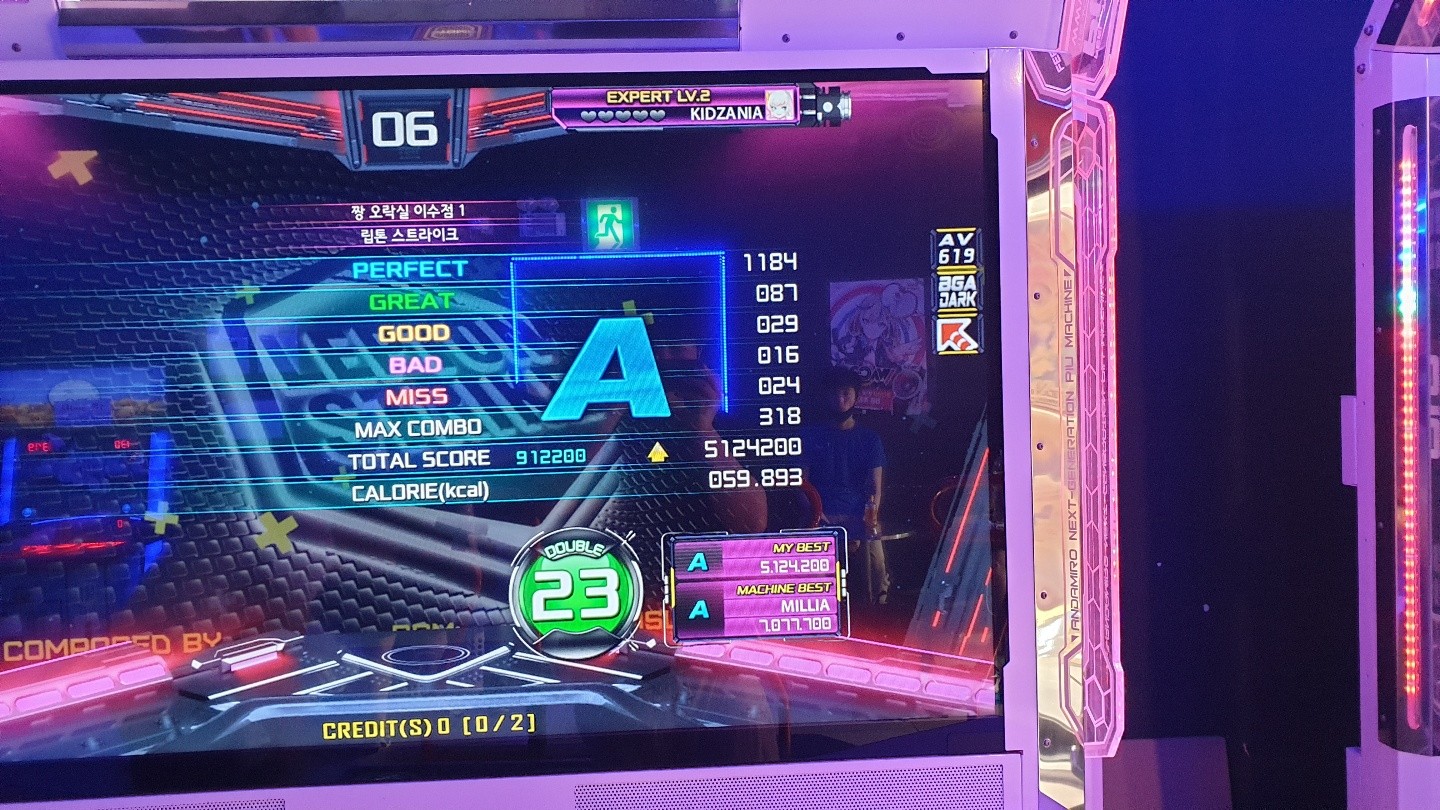 EXPERT LV.2
06
KIDZANIA
짱 오락실 이수점 1
립톤 스트라이크
PERFECT 1184
GREAT 087
GOOD 029
BAD 016
MISS 024
MAX COMBO 318
TOTAL SCORE 912200 5124200
CALORIE(kcal) 059.893
A
AV
619
BGA
DARK
DOUBLE
23
MY BEST
A 5,124,200
MACHINE BEST
A MILLIA
7,077,700
COMPOSED BY
CREDIT(S) 0 [0/2]
ANDAMIRO NEXT-GENERATION PIU MACHINE